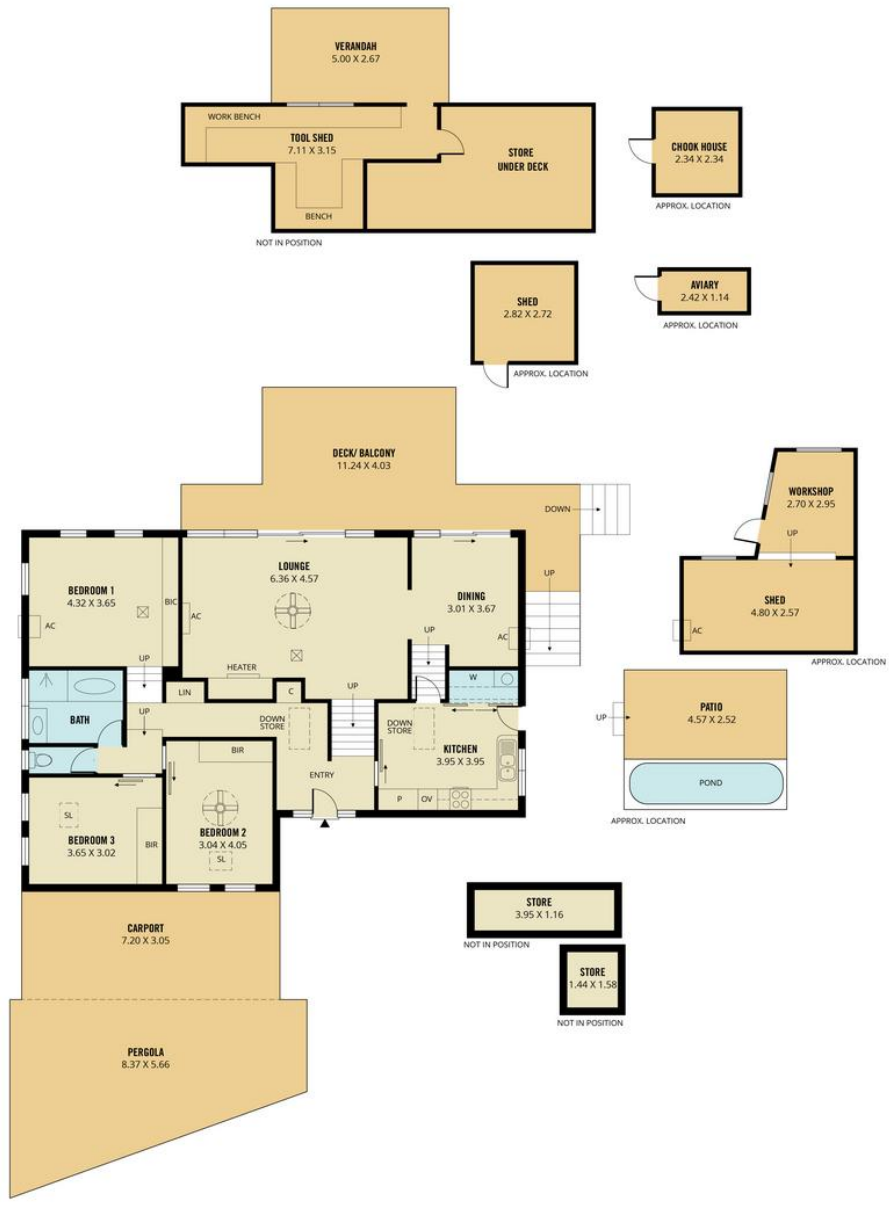 VERANDAH
5.00 X 2.67
WORK BENCH
TOOL SHED
7.11 X 3.15
STORE
UNDER DECK
BENCH
NOT IN POSITION
CHOOK HOUSE
2.34 X 2.34
APPROX. LOCATION
SHED
2.82 X 2.72
APPROX. LOCATION
AVIARY
2.42 X 1.14
APPROX. LOCATION
DECK/ BALCONY
11.24 X 4.03
DOWN
UP
WORKSHOP
2.70 X 2.95
UP
SHED
4.80 X 2.57
AC
APPROX. LOCATION
BEDROOM 1
4.32 X 3.65
BIC
AC
UP
LOUNGE
6.36 X 4.57
AC
HEATER
UP
DINING
3.01 X 3.67
UP
AC
BATH
UP
LIN
C
DOWN
STORE
W
DOWN
STORE
KITCHEN
3.95 X 3.95
P
OV
ENTRY
BIR
BEDROOM 2
3.04 X 4.05
SL
SL
BEDROOM 3
3.65 X 3.02
BIR
UP
PATIO
4.57 X 2.52
POND
APPROX. LOCATION
CARPORT
7.20 X 3.05
PERGOLA
8.37 X 5.66
STORE
3.95 X 1.16
NOT IN POSITION
STORE
1.44 X 1.58
NOT IN POSITION